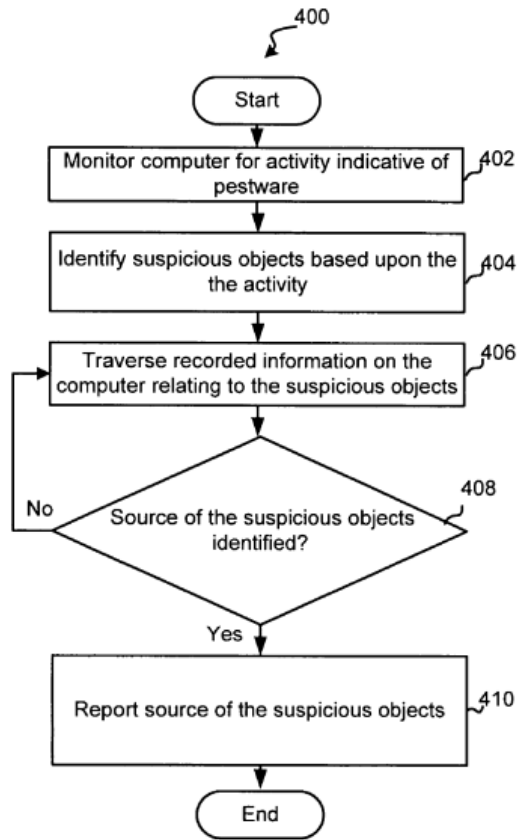 400
Start
Monitor computer for activity indicative of
pestware
402
Identify suspicious objects based upon the
the activity
404
Traverse recorded information on the
computer relating to the suspicious objects
406
408
No
Source of the suspicious objects
identified?
Yes
Report source of the suspicious objects
410
End